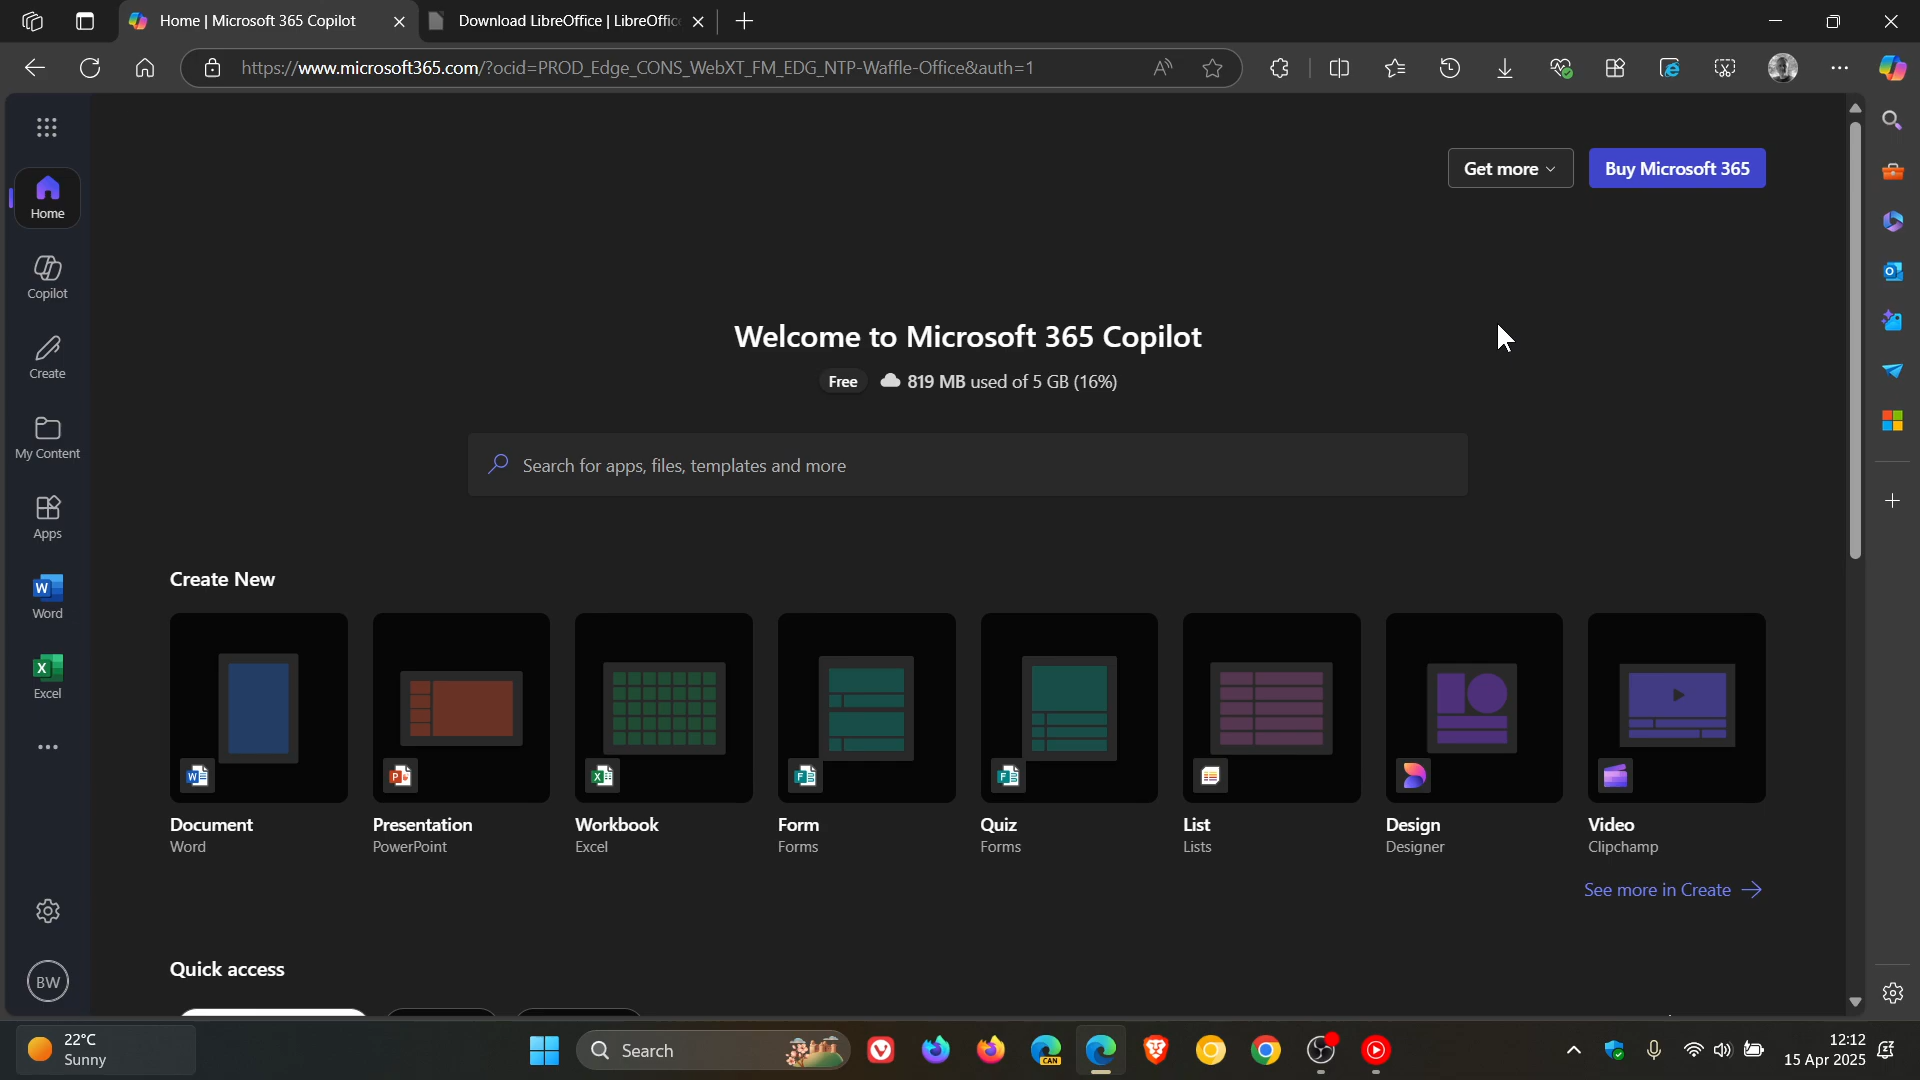 Home | Microsoft 365 Copilot
Download LibreOffice | LibreOffic
https://www.microsoft365.com/?ocid=PROD_Edge_CONS_WebXT_FM_EDG_NTP-Waffle-Office&auth=1
Get more
Buy Microsoft 365
Home
Copilot
Create
My Content
Apps
Word
Excel
BW
Welcome to Microsoft 365 Copilot
Free 819 MB used of 5 GB (16%)
Search for apps, files, templates and more
Create New
Document
Word
Presentation
PowerPoint
Workbook
Excel
Form
Forms
Quiz
Forms
List
Lists
Design
Designer
Video
Clipchamp
See more in Create
Quick access
22°C
Sunny
Search
CAN
12:12
15 Apr 2025